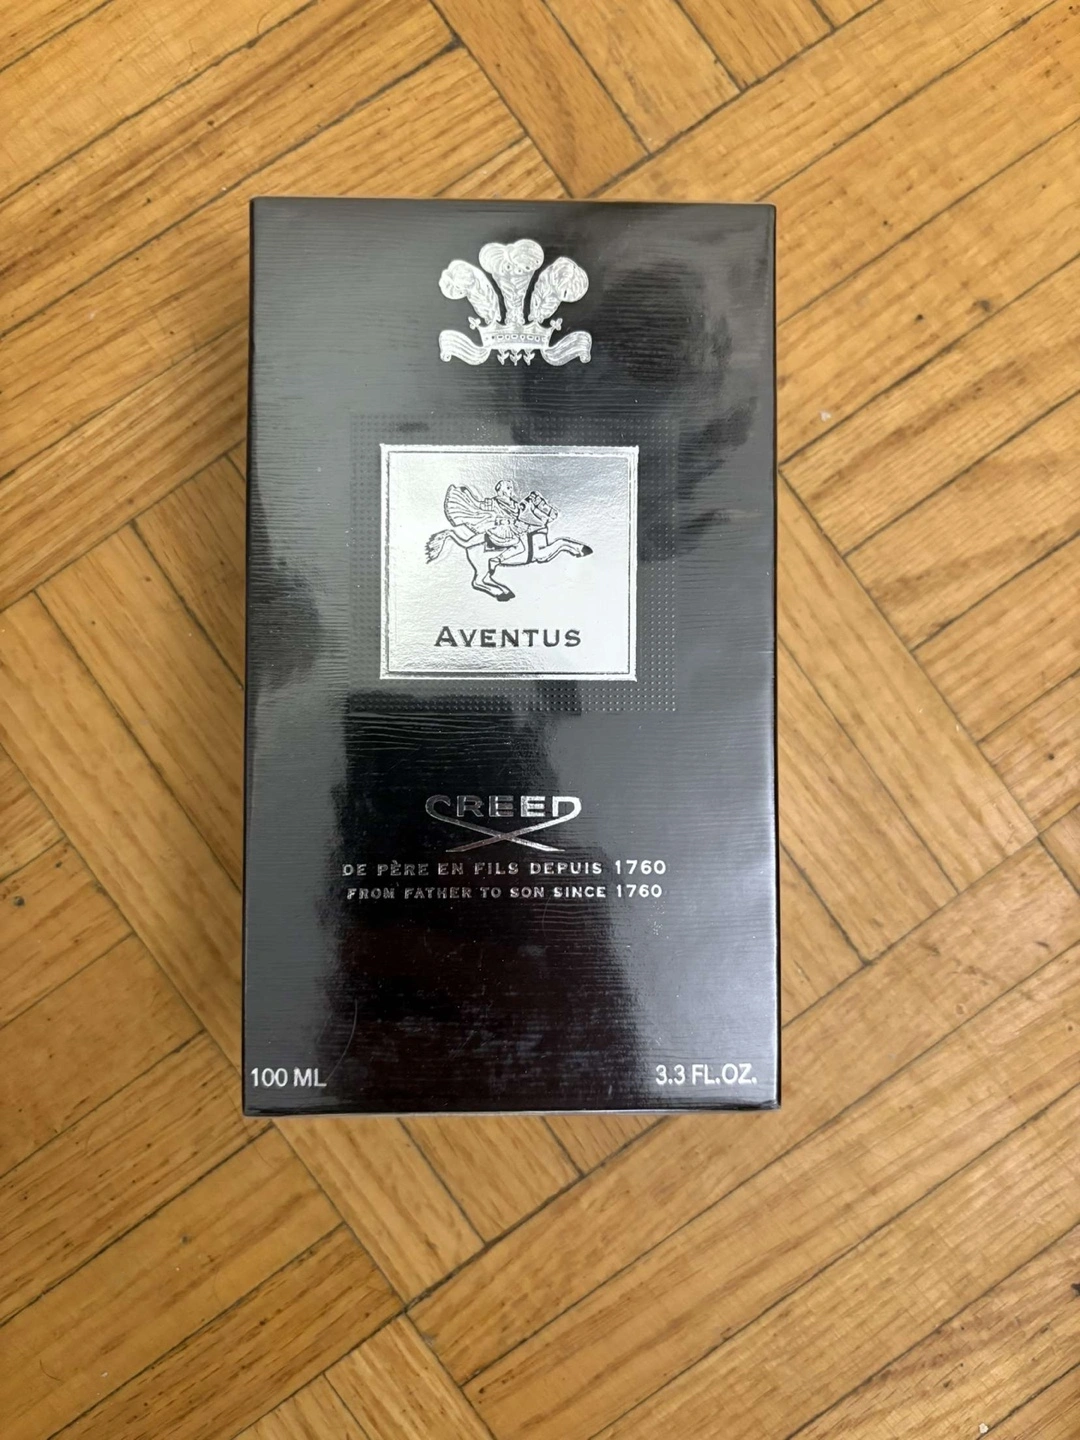 AVENTUS
CREED
DE PÈRE EN FILS DEPUIS 1760
FROM FATHER TO SON SINCE 1760
100 ML
3.3 FL.OZ.